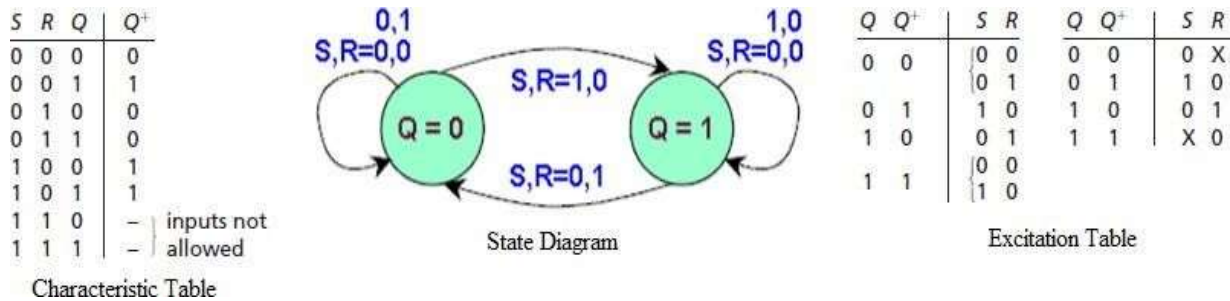 S R Q Q+
0 0 0 0
0 0 1 1
0 1 0 0
0 1 1 0
1 0 0 1
1 0 1 1
1 1 0 –
1 1 1 –
inputs not
allowed
Characteristic Table
0,1
S,R=0,0
1,0
S,R=0,0
S,R=1,0
Q = 0
Q = 1
S,R=0,1
State Diagram
Q Q+ S R
0 0 0 0
0 1
0 1 1 0
1 0 0 1
1 1 0 0
1 0
Q Q+ S R
0 0 0 X
0 1 1 0
1 0 0 1
1 1 X 0
Excitation Table